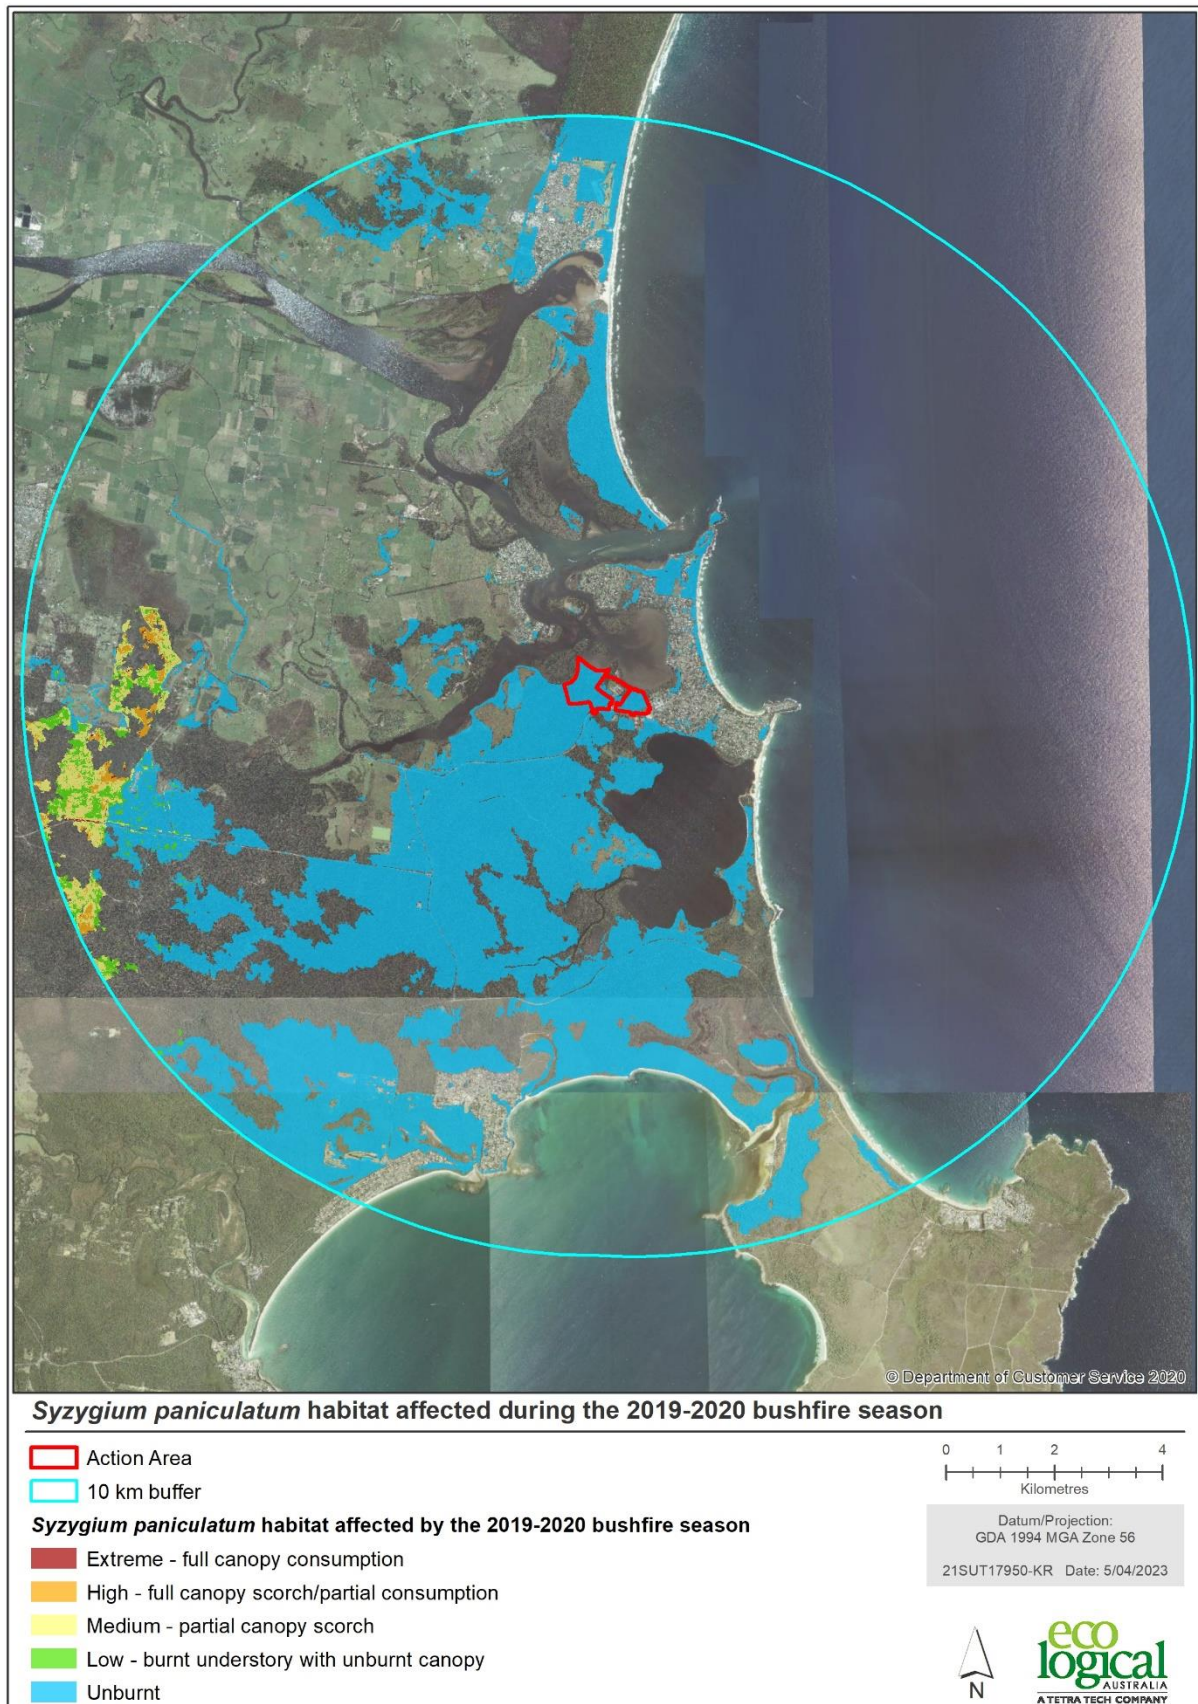 © Department of Customer Service 2020
Syzygium paniculatum habitat affected during the 2019-2020 bushfire season
Action Area
10 km buffer
Syzygium paniculatum habitat affected by the 2019-2020 bushfire season
Extreme - full canopy consumption
High - full canopy scorch/partial consumption
Medium - partial canopy scorch
Low - burnt understory with unburnt canopy
Unburnt
0 1 2 4
Kilometres
Datum/Projection:
GDA 1994 MGA Zone 56
21SUT17950-KR Date: 5/04/2023
N
eco
logical
AUSTRALIA
A TETRA TECH COMPANY